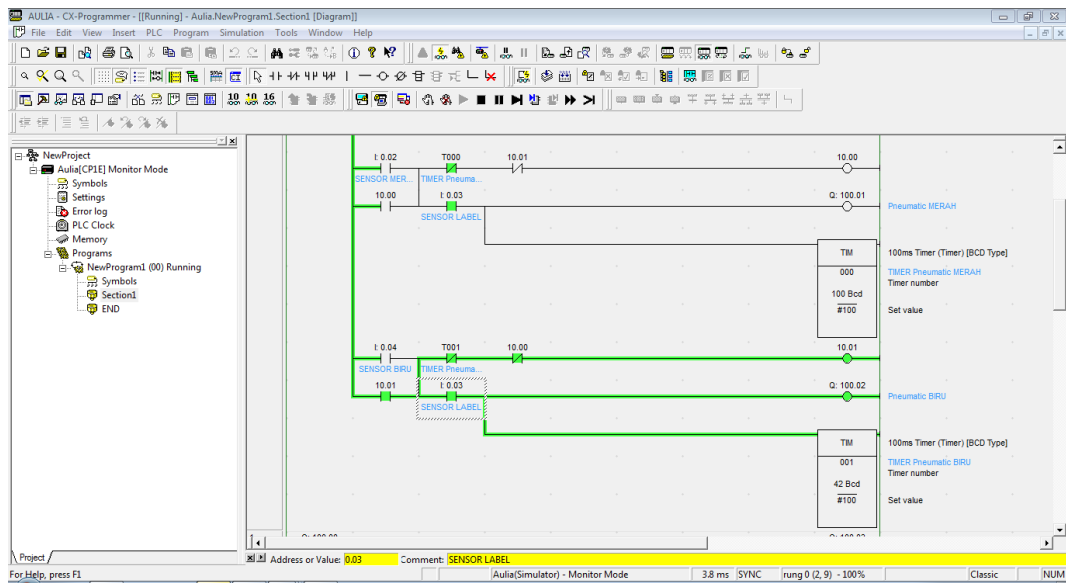 AULIA - CX-Programmer - [[Running] - Aulia.NewProgram1.Section1 [Diagram]]
File Edit View Insert PLC Program Simulation Tools Window Help
10 10 16
NewProject
Aulia[CP1E] Monitor Mode
Symbols
Settings
Error log
PLC Clock
Memory
Programs
NewProgram1 (00) Running
Symbols
Section1
END
Project
I: 0.02 T000 10.01 10.00
SENSOR MER... TIMER Pneuma...
10.00 I: 0.03 Q: 100.01
SENSOR LABEL Pneumatic MERAH
TIM 100ms Timer (Timer) [BCD Type]
000 TIMER Pneumatic MERAH
Timer number
100 Bcd
#100 Set value
I: 0.04 T001 10.00 10.01
SENSOR BIRU TIMER Pneuma...
10.01 I: 0.03 Q: 100.02
SENSOR LABEL Pneumatic BIRU
TIM 100ms Timer (Timer) [BCD Type]
001 TIMER Pneumatic BIRU
Timer number
42 Bcd
#100 Set value
Address or Value: 0.03 Comment: SENSOR LABEL
For Help, press F1 Aulia(Simulator) - Monitor Mode 3.8 ms SYNC rung 0 (2, 9) - 100% Classic NUM